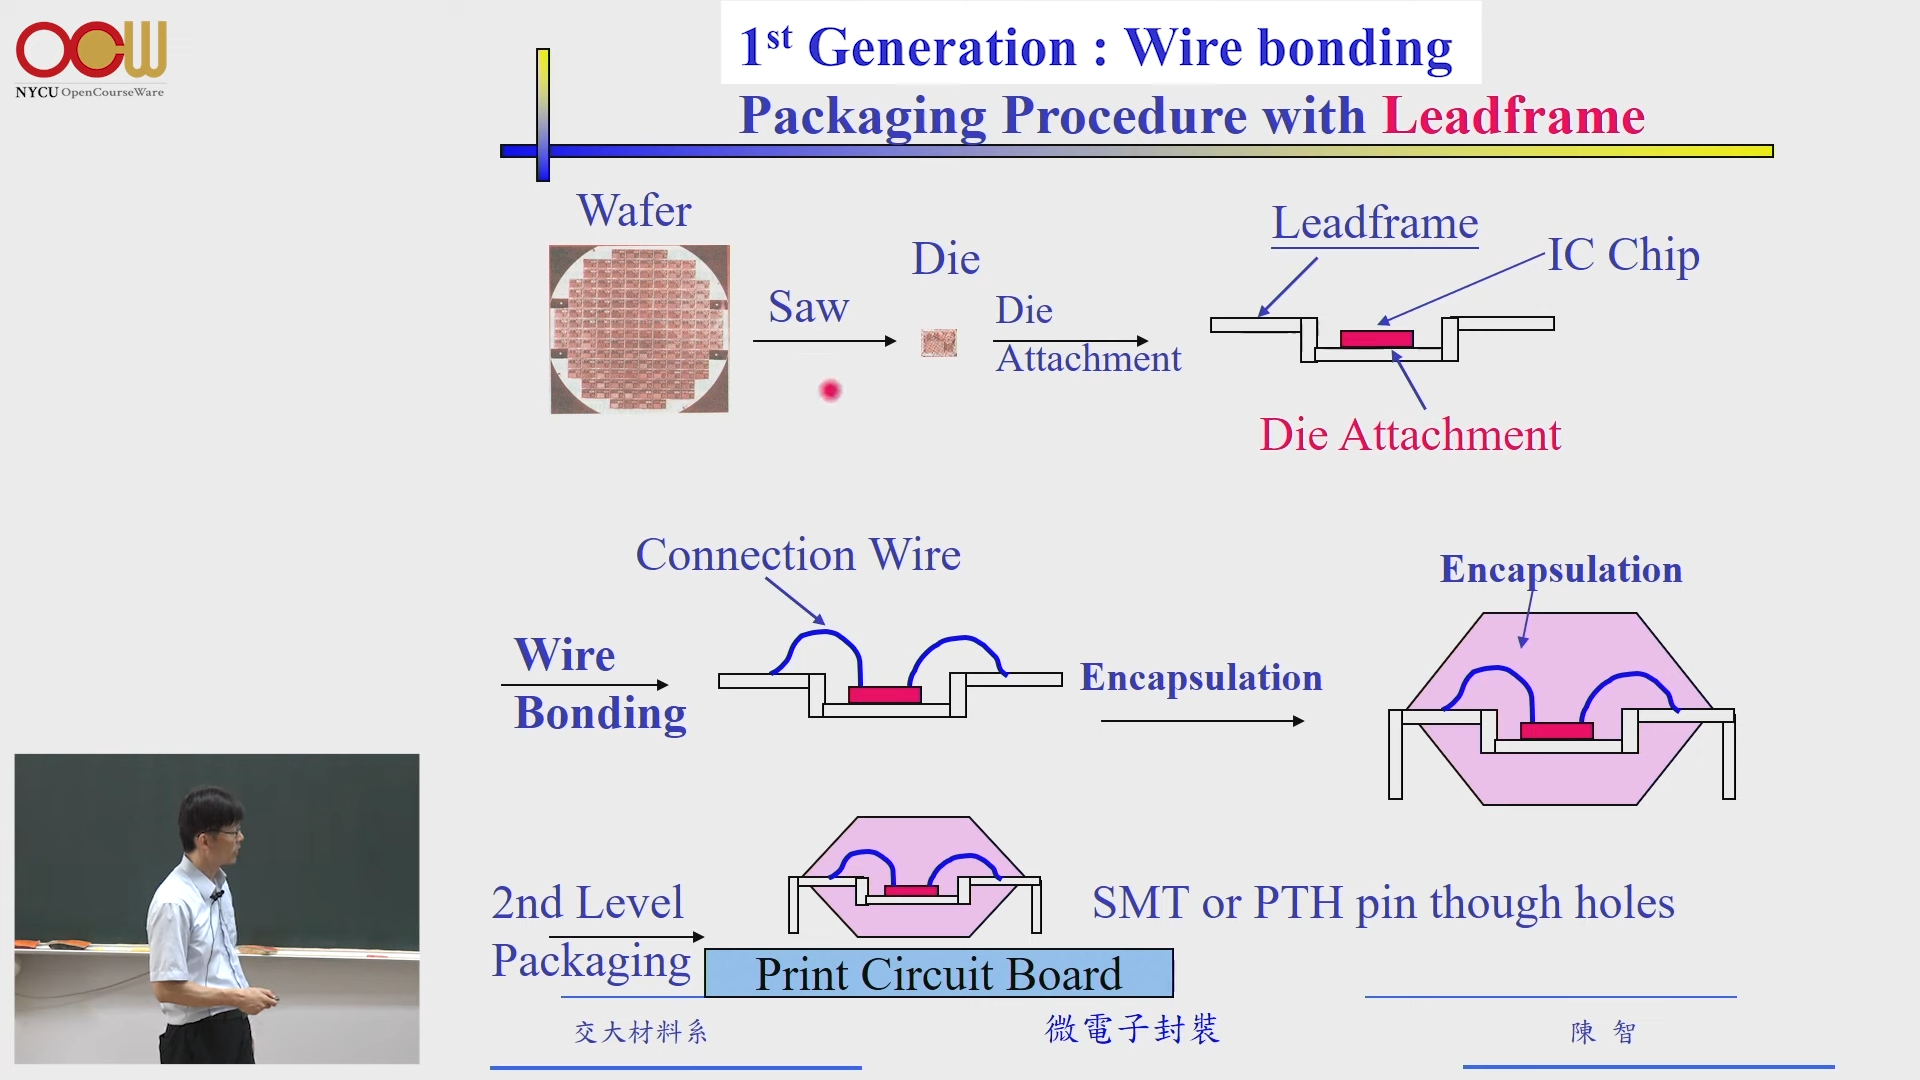 OCW
NYCU OpenCourseWare
1st Generation : Wire bonding
Packaging Procedure with Leadframe
Wafer
Saw
Die
Die
Attachment
Leadframe
IC Chip
Die Attachment
Connection Wire
Wire
Bonding
Encapsulation
Encapsulation
2nd Level
Packaging
Print Circuit Board
SMT or PTH pin though holes
交大材料系
微電子封裝
陳 智